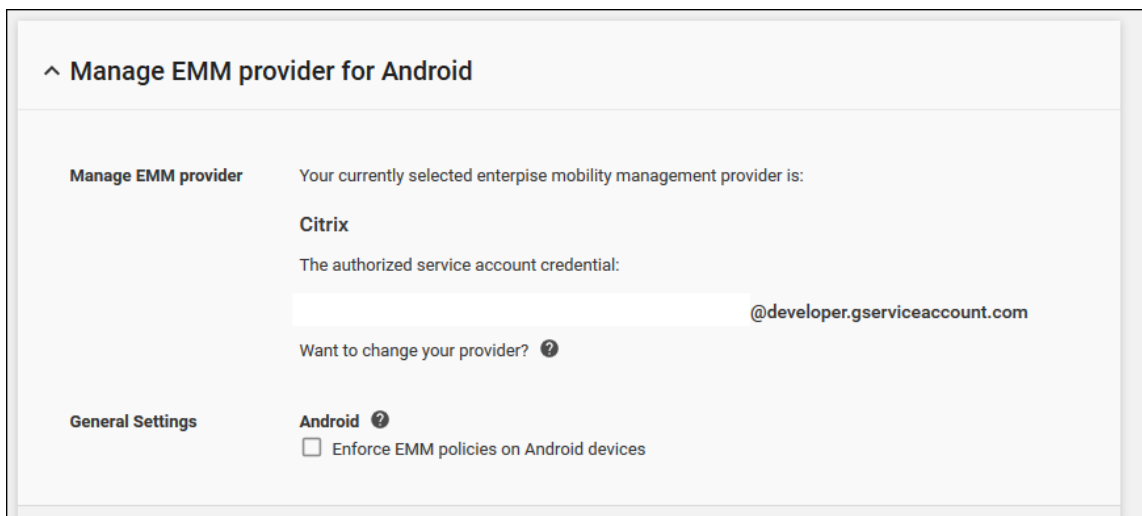 Manage EMM provider for Android
Manage EMM provider
Your currently selected enterpise mobility management provider is:
Citrix
The authorized service account credential:
@developer.gserviceaccount.com
Want to change your provider?
General Settings
Android
Enforce EMM policies on Android devices